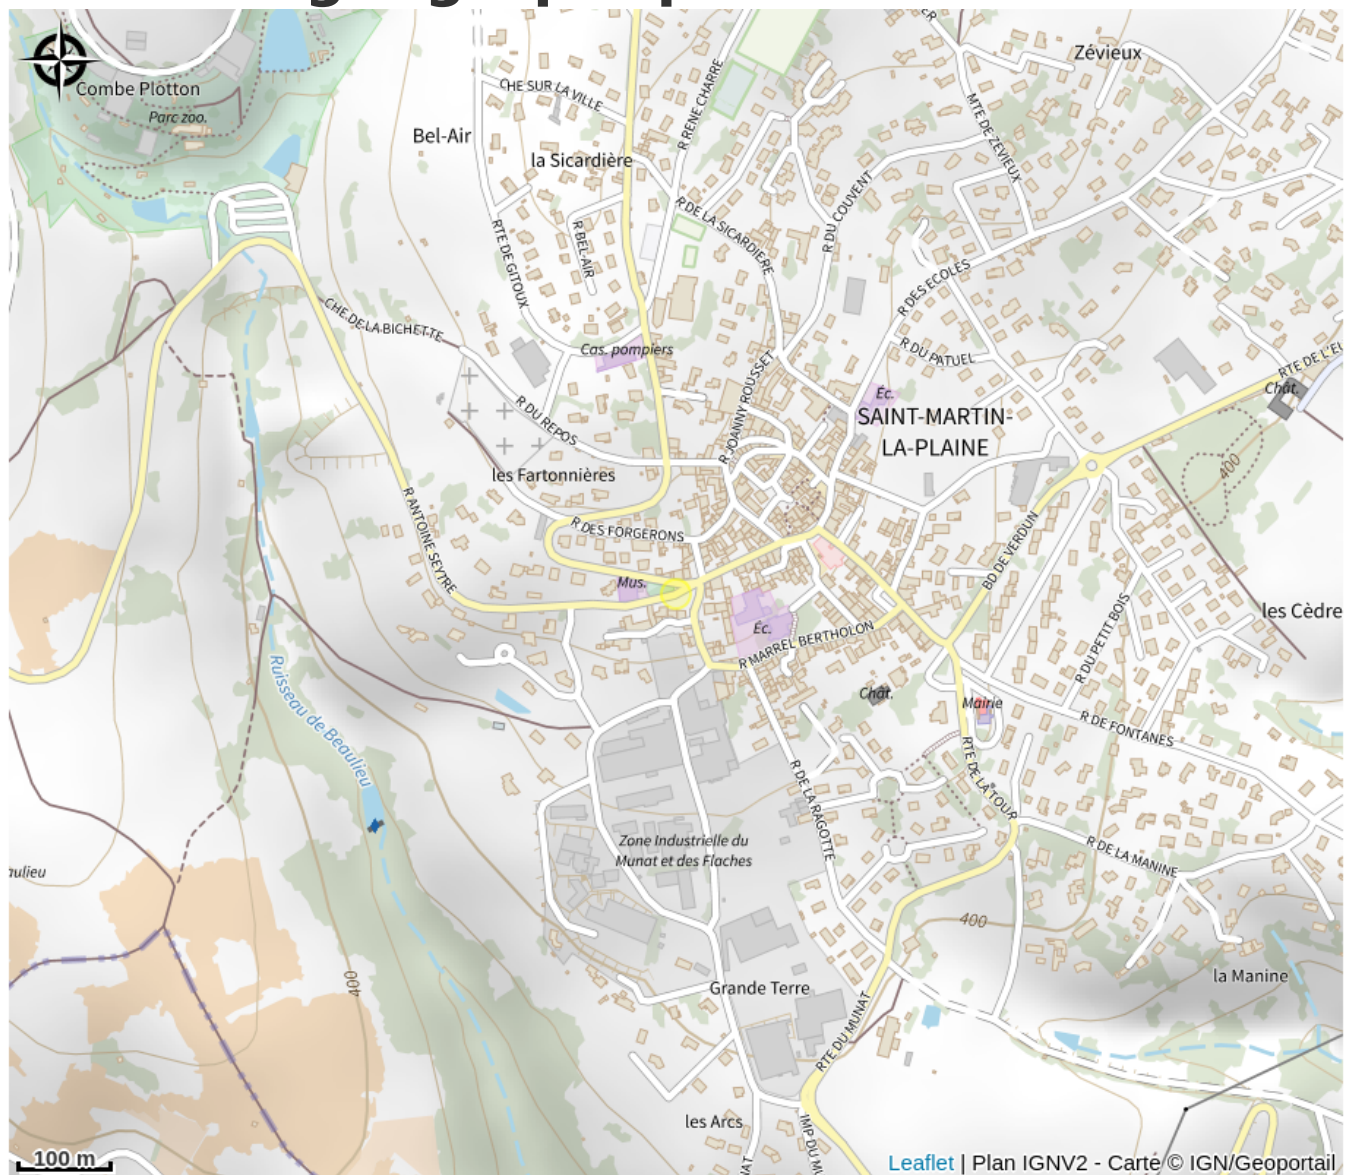 Zévieux
Combe Plotton
CHE SUR LA VILLE
Parc zoo.
R RENE CHARRE
MTE DE ZEVIEUX
Bel-Air
la Sicardière
R DU COUVENT
R DE LA SICARDIERE
RTE DE GITOUX
R BEL-AIR
R DES ECOLES
CHE DE LA BICHETTE
Cas. pompiers
R DU PATUEL
Chât.
Éc.
R JOANNY ROUSSET
R DU REPOS
SAINT-MARTIN-
LA-PLAINE
les Fartonnières
400
R ANTOINE SEYTRE
R DES FORGERONS
BD DE VERDUN
Mus.
Éc.
les Cèdre
R DU PETIT BOIS
R MARREL BERTHOLON
Ruisseau de Beaulieu
Chât.
Mairie
R DE FONTANES
RTE DE LA TOUR
R DE LA RAGOTTE
Zone Industrielle du
Munat et des Flaches
R DE LA MANINE
400
400
la Manine
Grande Terre
RTE DU MUNAT
les Arcs
100 m
Leaflet | Plan IGNV2 - Carte © IGN/Geoportail